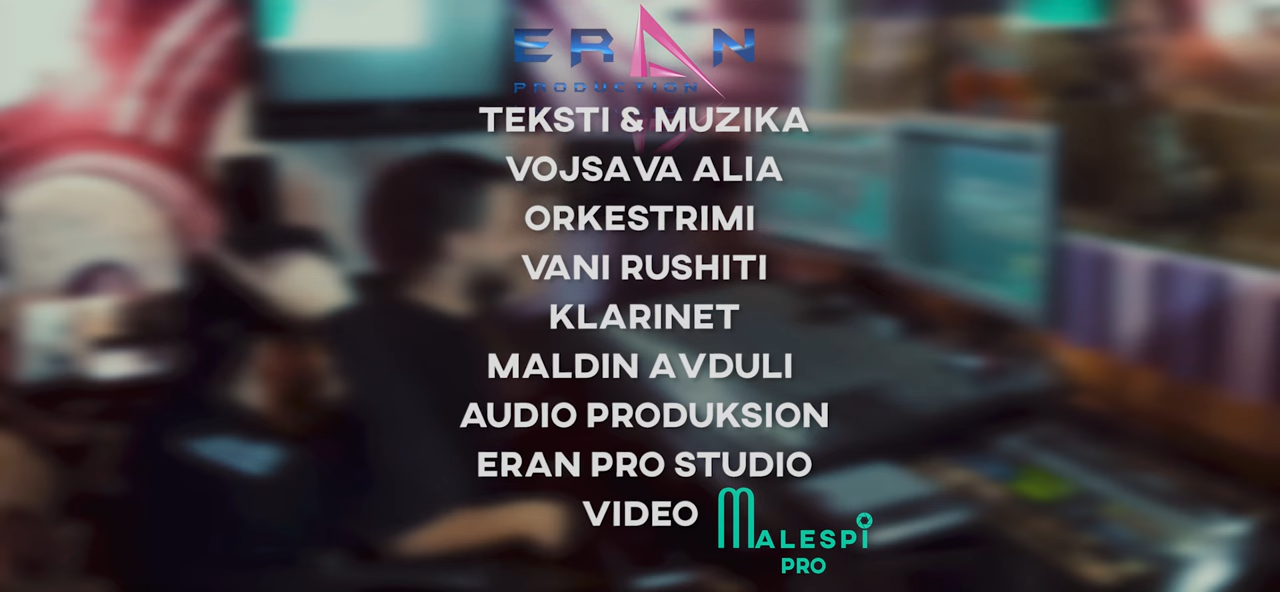 ERAN
PRODUCTION
TEKSTI & MUZIKA
VOJSAVA ALIA
ORKESTRIMI
VANI RUSHITI
KLARINET
MALDIN AVDULI
AUDIO PRODUKSION
ERAN PRO STUDIO
VIDEO MALESPI
PRO